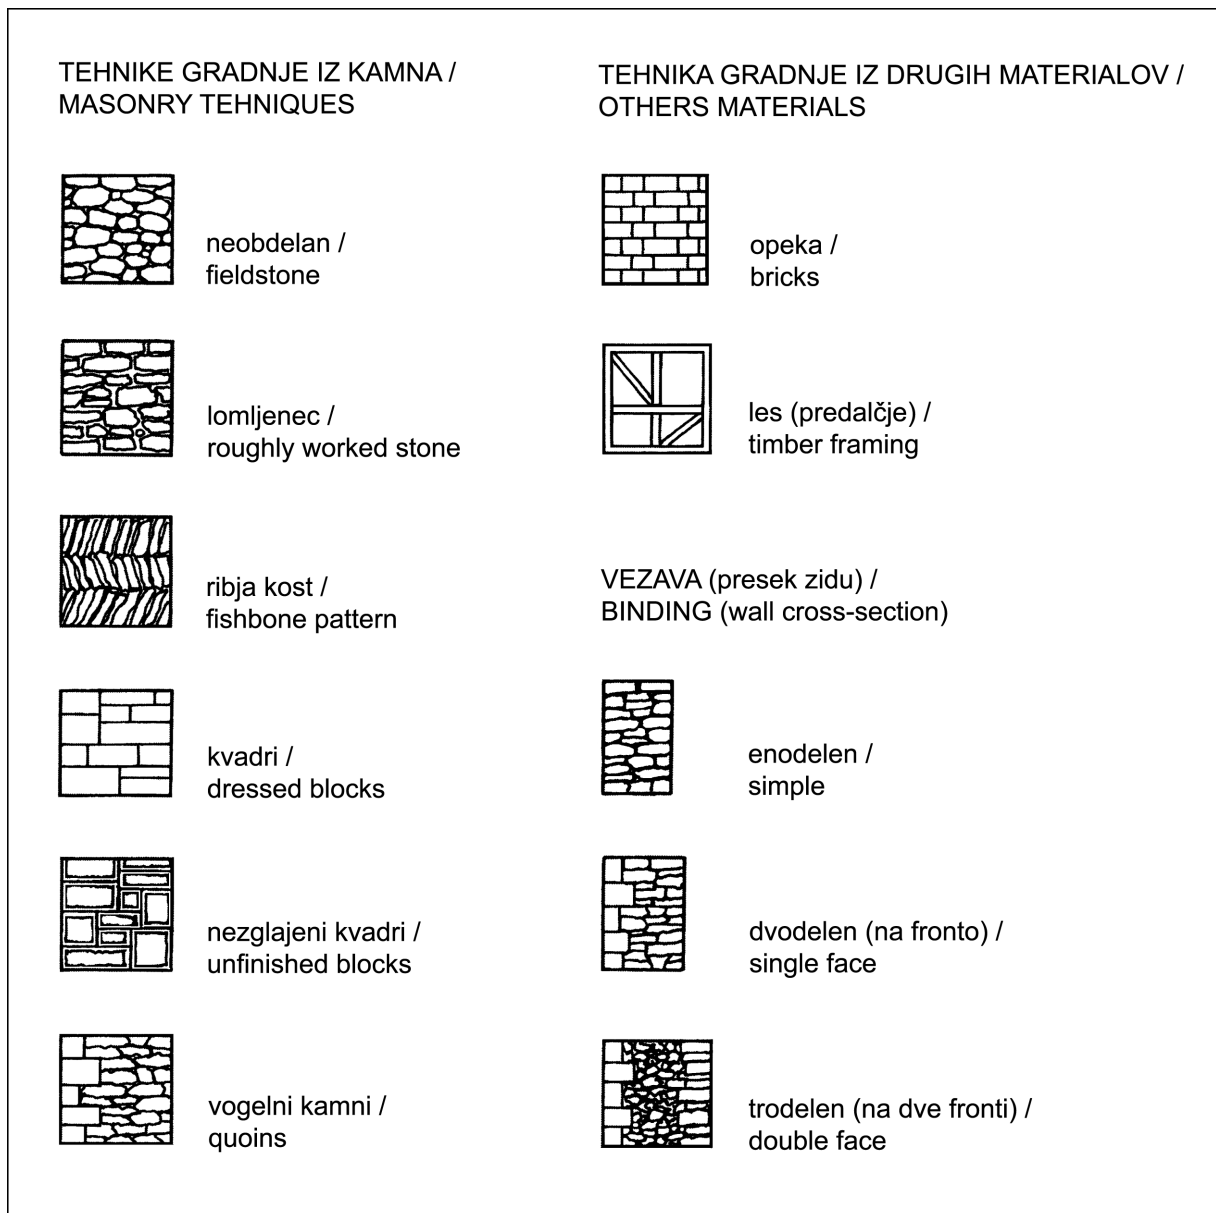 TEHNIKE GRADNJE IZ KAMNA /
MASONRY TEHNIQUES
neobdelan /
fieldstone
lomljenec /
roughly worked stone
ribja kost /
fishbone pattern
kvadri /
dressed blocks
nezglajeni kvadri /
unfinished blocks
vogelni kamni /
quoins
TEHNIKA GRADNJE IZ DRUGIH MATERIALOV /
OTHERS MATERIALS
opeka /
bricks
les (predalčje) /
timber framing
VEZAVA (presek zidu) /
BINDING (wall cross-section)
enodelen /
simple
dvodelen (na fronto) /
single face
trodelen (na dve fronti) /
double face